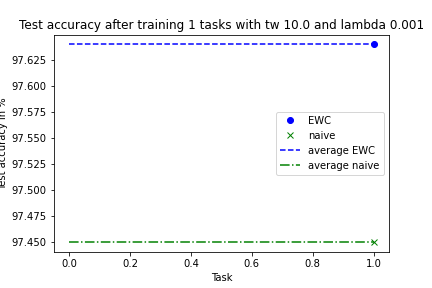 Test accuracy after training 1 tasks with tw 10.0 and lambda 0.001
Test accuracy in %
97.625
97.600
97.575
97.550
97.525
97.500
97.475
97.450
EWC
naive
average EWC
average naive
0.0 0.2 0.4 0.6 0.8 1.0
Task